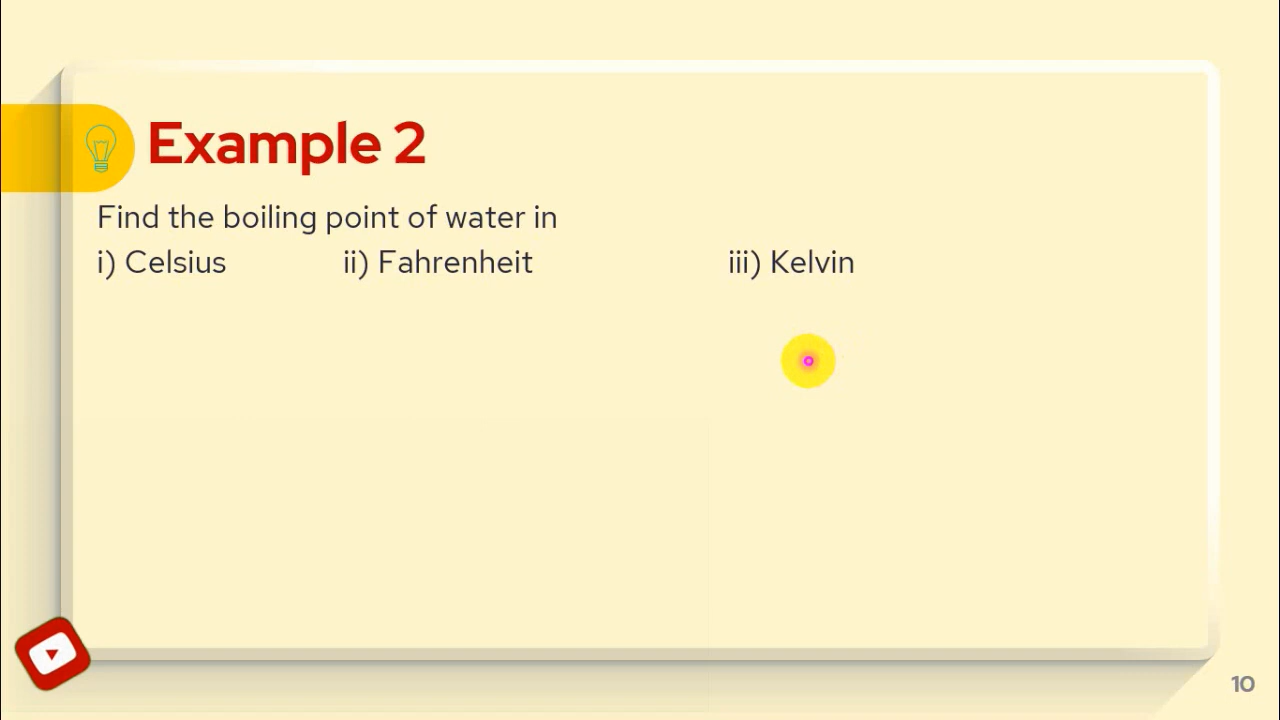 Example 2
Find the boiling point of water in
i) Celsius ii) Fahrenheit iii) Kelvin
10